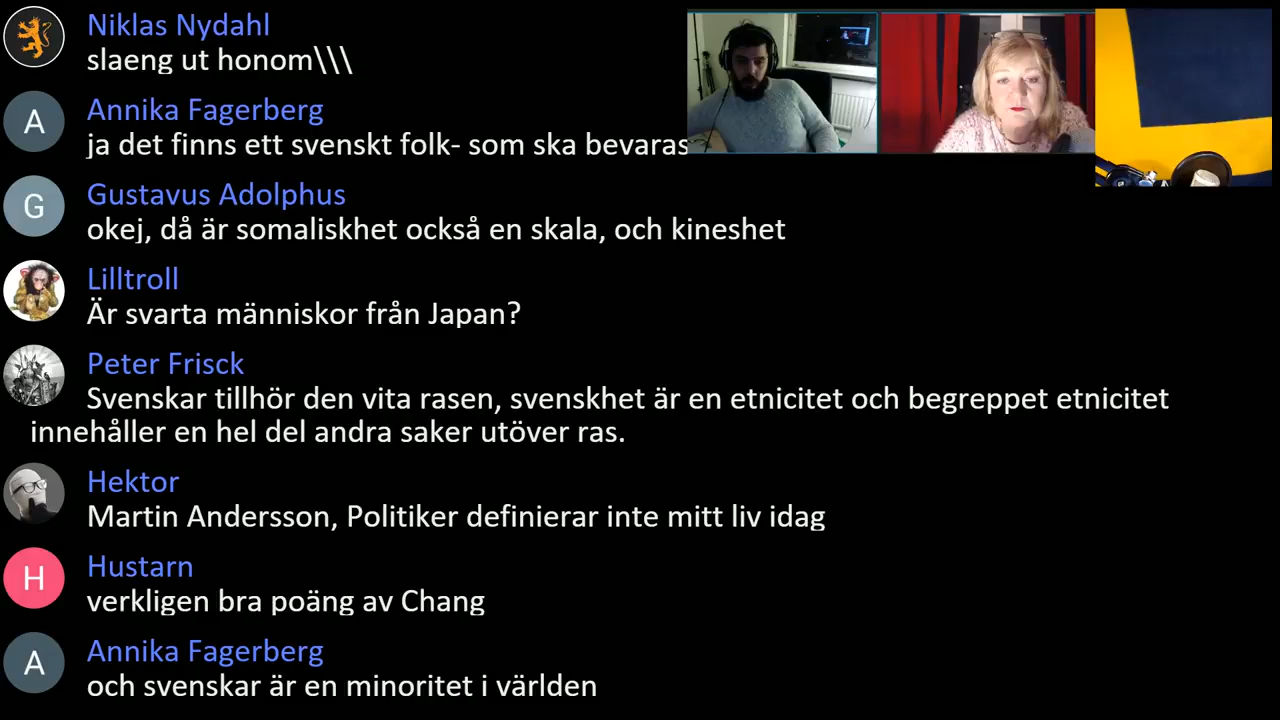 Niklas Nydahl
slaeng ut honom\\\
A
Annika Fagerberg
ja det finns ett svenskt folk- som ska bevaras
G
Gustavus Adolphus
okej, då är somaliskhet också en skala, och kineshet
Lilltroll
Är svarta människor från Japan?
Peter Frisck
Svenskar tillhör den vita rasen, svenskhet är en etnicitet och begreppet etnicitet
innehåller en hel del andra saker utöver ras.
Hektor
Martin Andersson, Politiker definierar inte mitt liv idag
H
Hustarn
verkligen bra poäng av Chang
A
Annika Fagerberg
och svenskar är en minoritet i världen